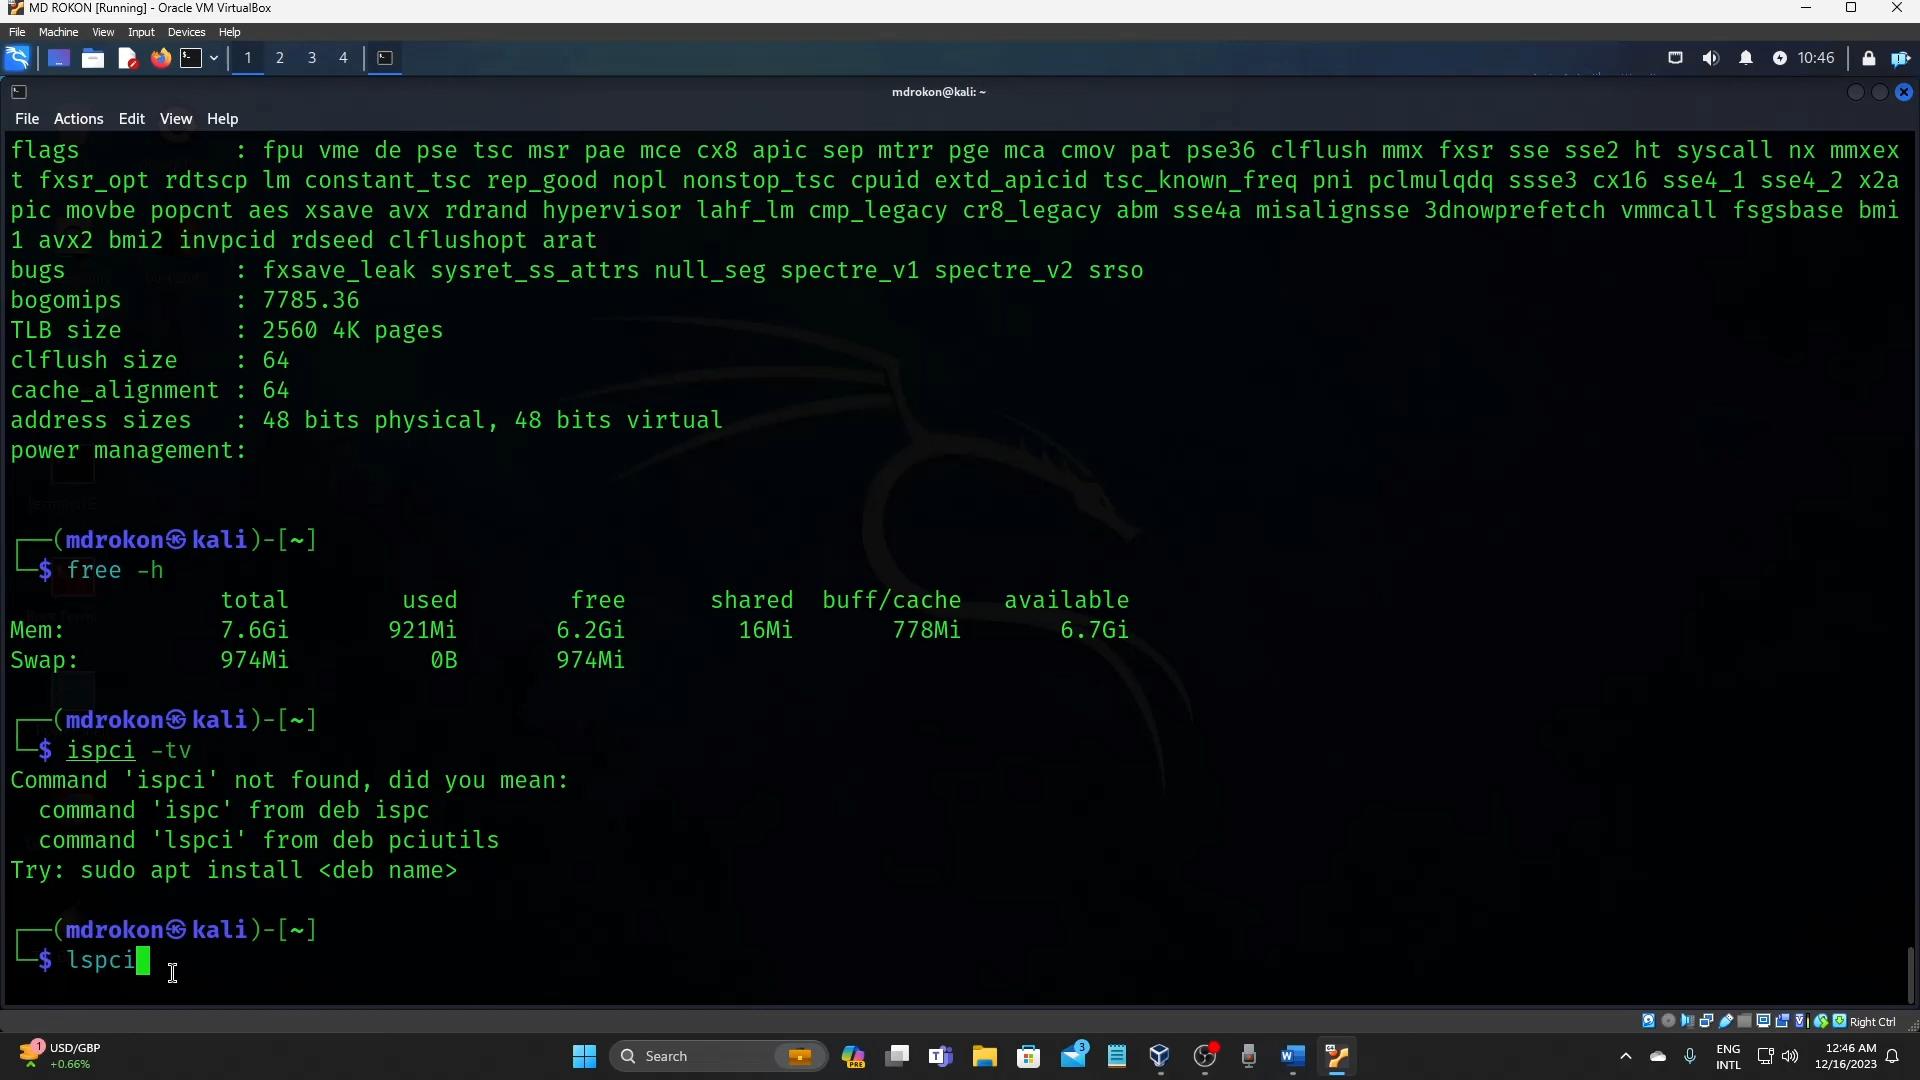 MD ROKON [Running] - Oracle VM VirtualBox
File Machine View Input Devices Help
1 2 3 4 10:46
mdrokon@kali: ~
File Actions Edit View Help
flags : fpu vme de pse tsc msr pae mce cx8 apic sep mtrr pge mca cmov pat pse36 clflush mmx fxsr sse sse2 ht syscall nx mmxex
t fxsr_opt rdtscp lm constant_tsc rep_good nopl nonstop_tsc cpuid extd_apicid tsc_known_freq pni pclmulqdq ssse3 cx16 sse4_1 sse4_2 x2a
pic movbe popcnt aes xsave avx rdrand hypervisor lahf_lm cmp_legacy cr8_legacy abm sse4a misalignsse 3dnowprefetch vmmcall fsgsbase bmi
1 avx2 bmi2 invpcid rdseed clflushopt arat
bugs : fxsave_leak sysret_ss_attrs null_seg spectre_v1 spectre_v2 srso
bogomips : 7785.36
TLB size : 2560 4K pages
clflush size : 64
cache_alignment : 64
address sizes : 48 bits physical, 48 bits virtual
power management:
┌──(mdrokon㉿kali)-[~]
└─$ free -h
total used free shared buff/cache available
Mem: 7.6Gi 921Mi 6.2Gi 16Mi 778Mi 6.7Gi
Swap: 974Mi 0B 974Mi
┌──(mdrokon㉿kali)-[~]
└─$ ispci -tv
Command 'ispci' not found, did you mean:
command 'ispc' from deb ispc
command 'lspci' from deb pciutils
Try: sudo apt install <deb name>
┌──(mdrokon㉿kali)-[~]
└─$ lspci
Right Ctrl
1 USD/GBP
+0.66%
Search
PRE
3
ENG
INTL
12:46 AM
12/16/2023